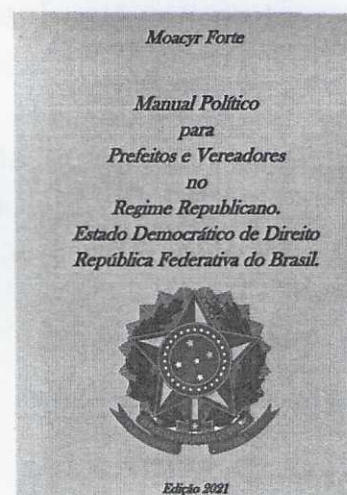 Moacyr Forte
Manual Político
para
Prefeitos e Vereadores
no
Regime Republicano.
Estado Democrático de Direito
República Federativa do Brasil.
Edição 2021